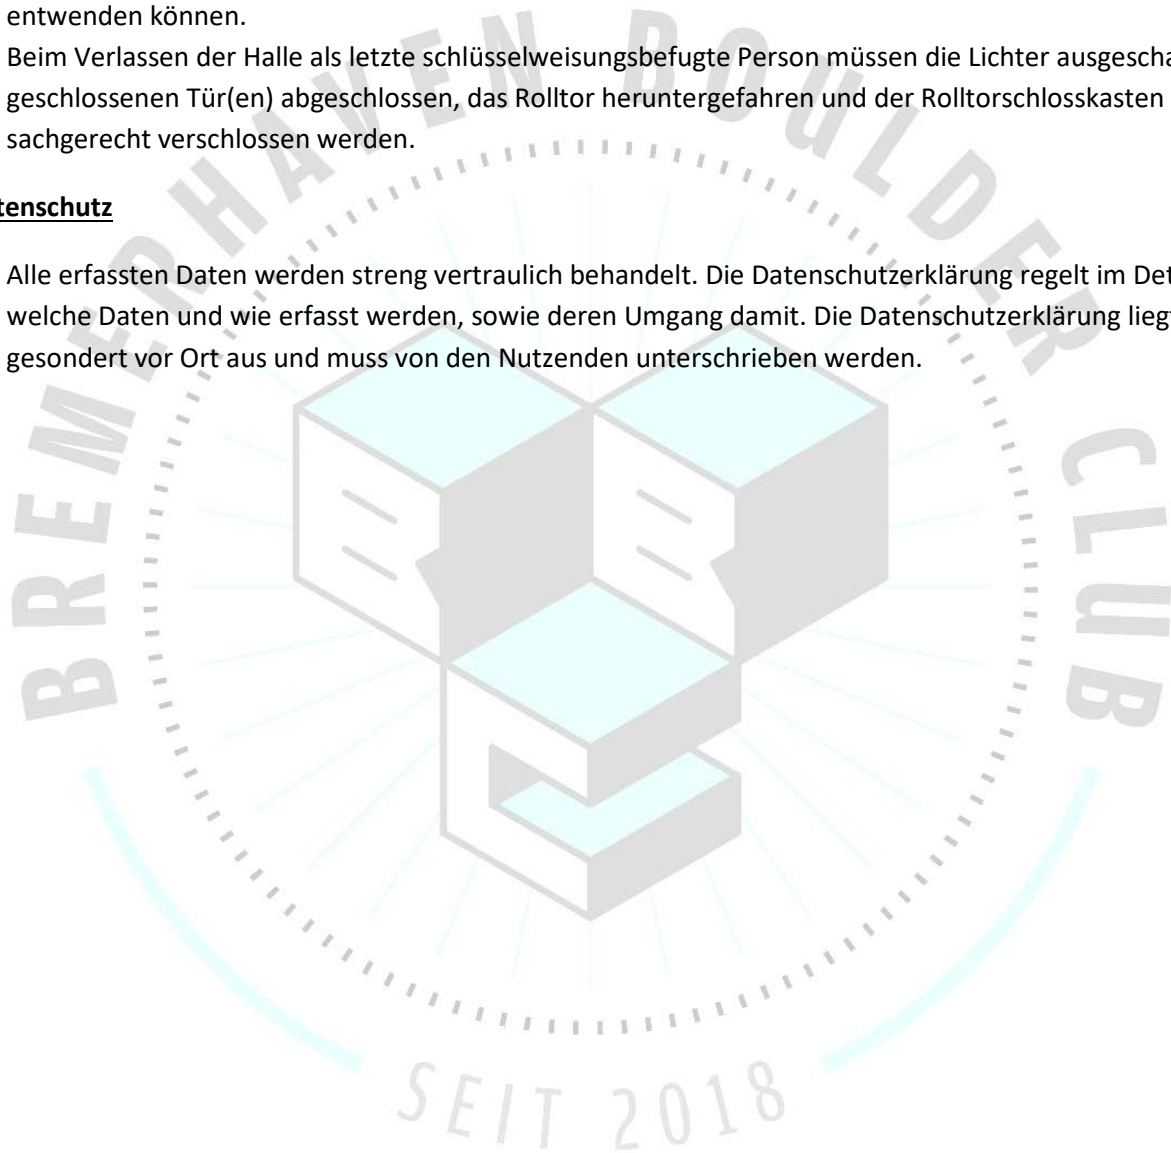 entwenden können.
Beim Verlassen der Halle als letzte schlüsselweisungsbefugte Person müssen die Lichter ausgescha
geschlossenen Tür(en) abgeschlossen, das Rolltor heruntergefahren und der Rolltorschlosskasten
sachgerecht verschlossen werden.
tenschutz
Alle erfassten Daten werden streng vertraulich behandelt. Die Datenschutzerklärung regelt im Det
welche Daten und wie erfasst werden, sowie deren Umgang damit. Die Datenschutzerklärung liegt
gesondert vor Ort aus und muss von den Nutzenden unterschrieben werden.
BREMERHAVEN BOULDER CLUB
SEIT 2018